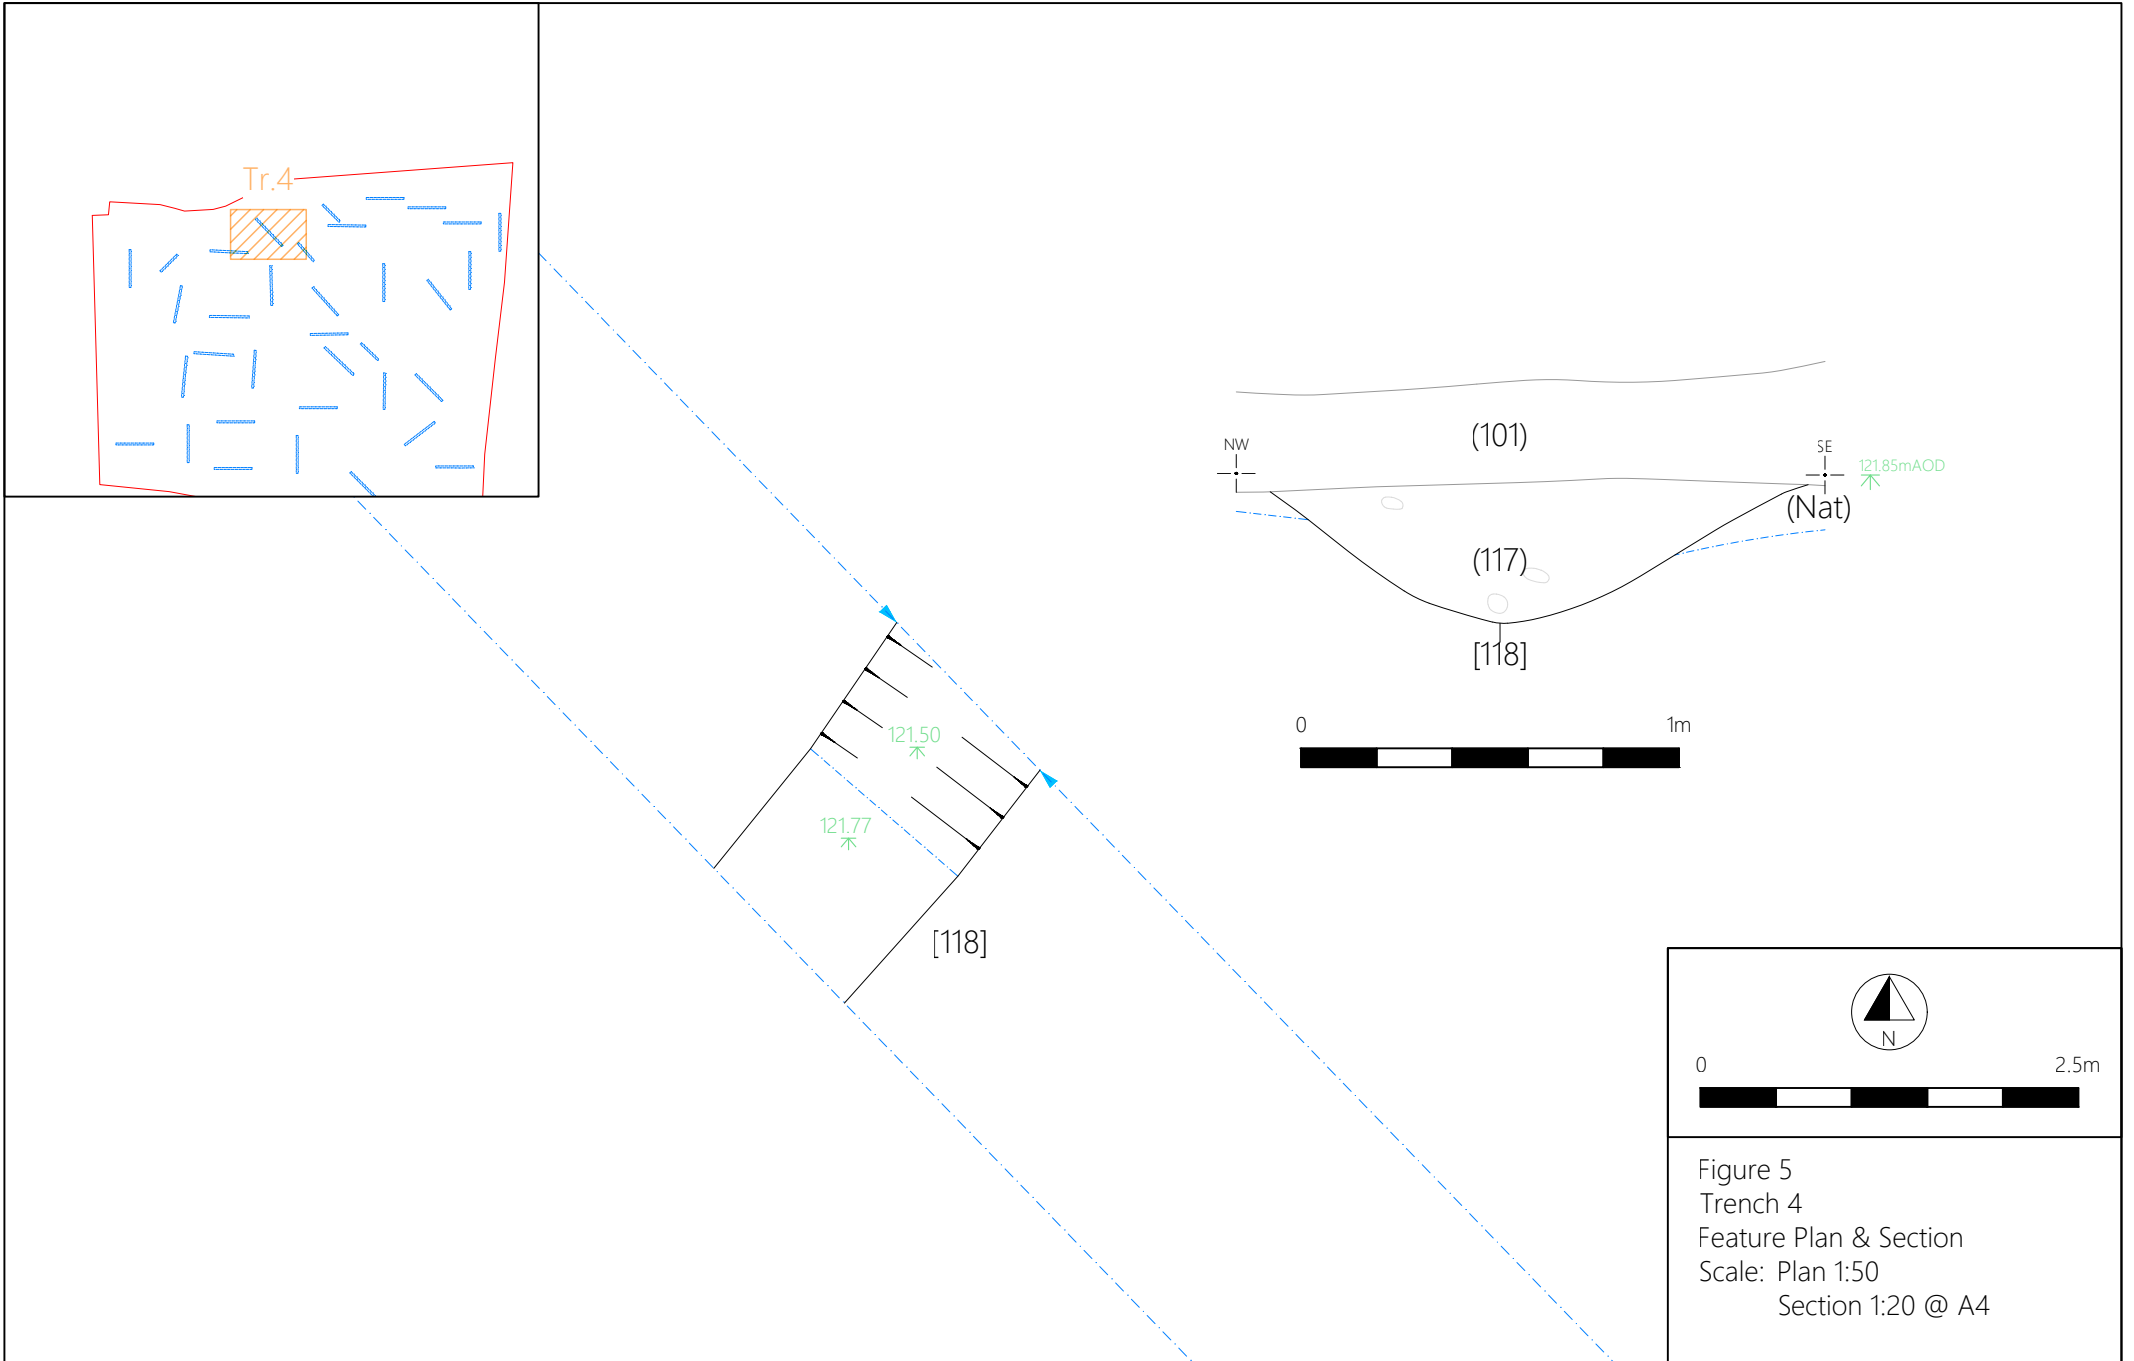 Tr.4
(101)
NW
SE
121.85mAOD
(Nat)
(117)
[118]
0 1m
121.50
121.77
[118]
N
0 2.5m
Figure 5
Trench 4
Feature Plan & Section
Scale: Plan 1:50
Section 1:20 @ A4